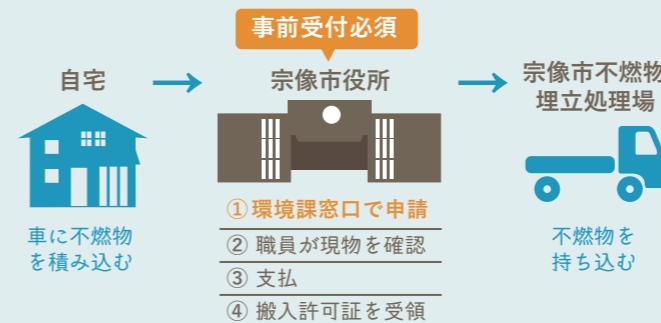 事前受付必須
自宅
→
宗像市役所
→
宗像市不燃物
埋立処理場
車に不燃物
を積み込む
①環境課窓口で申請
② 職員が現物を確認
③ 支払
④ 搬入許可証を受領
不燃物を
持ち込む